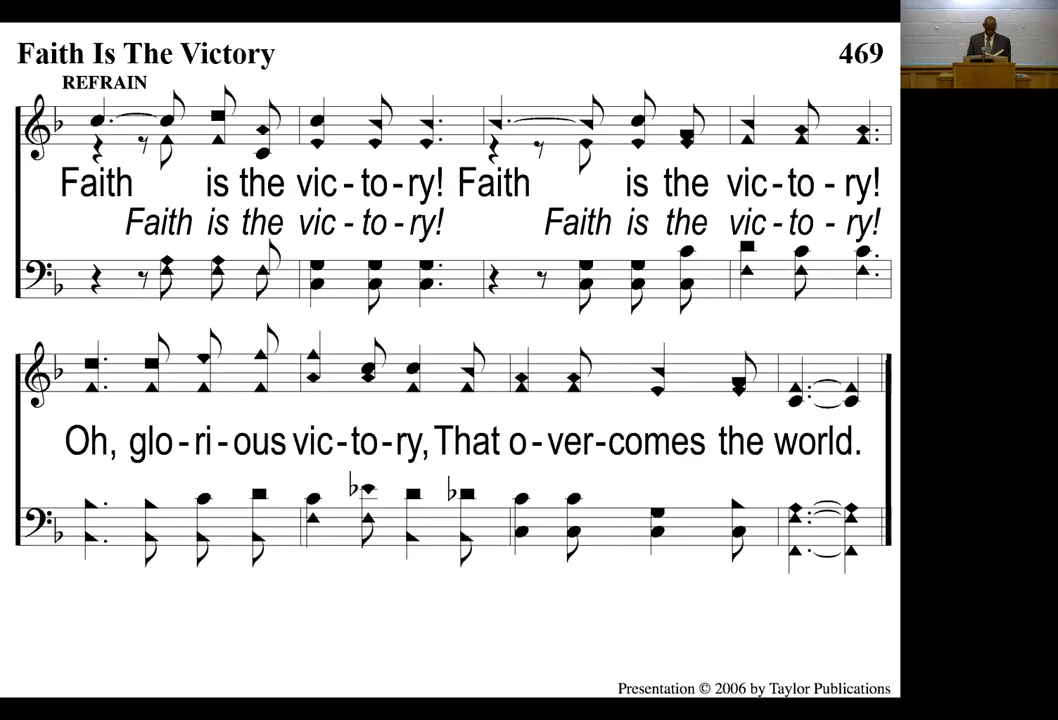 Faith Is The Victory 469
REFRAIN
Faith is the vic - to - ry! Faith is the vic - to - ry!
Faith is the vic - to - ry! Faith is the vic - to - ry!
Oh, glo - ri - ous vic - to - ry, That o - ver - comes the world.
Presentation © 2006 by Taylor Publications